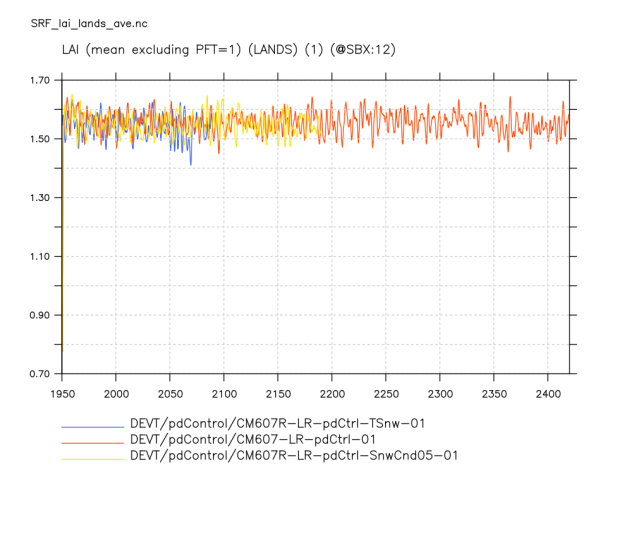 SRF_lai_lands_ave.nc
LAI (mean excluding PFT=1) (LANDS) (1) (@SBX:12)
1.70
1.50
1.30
1.10
0.90
0.70
1950 2000 2050 2100 2150 2200 2250 2300 2350 2400
DEVT/pdControl/CM607R-LR-pdCtrl-TSnw-01
DEVT/pdControl/CM607-LR-pdCtrl-01
DEVT/pdControl/CM607R-LR-pdCtrl-SnwCnd05-01